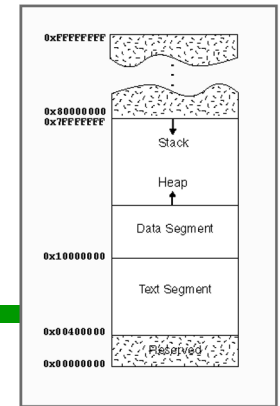 0xFFFFFFFF
0x80000000
0x7FFFFFFF
Stack
Heap
Data Segment
0x10000000
Text Segment
0x00400000
Reserved
0x00000000